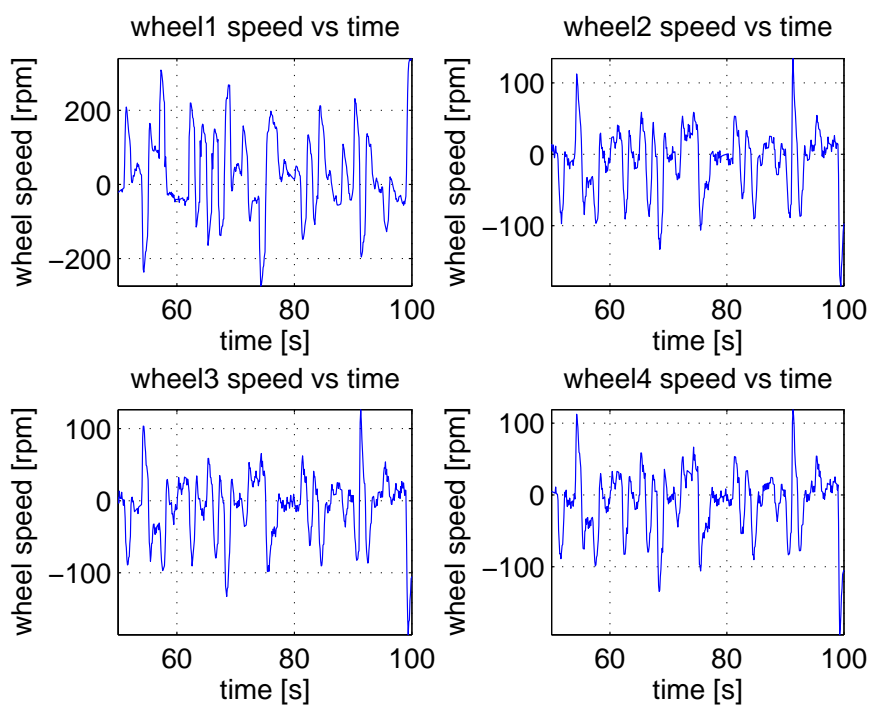 wheel1 speed vs time
wheel speed [rpm]
200
0
−200
60 80 100
time [s]
wheel2 speed vs time
wheel speed [rpm]
100
0
−100
60 80 100
time [s]
wheel3 speed vs time
wheel speed [rpm]
100
0
−100
60 80 100
time [s]
wheel4 speed vs time
wheel speed [rpm]
100
0
−100
60 80 100
time [s]